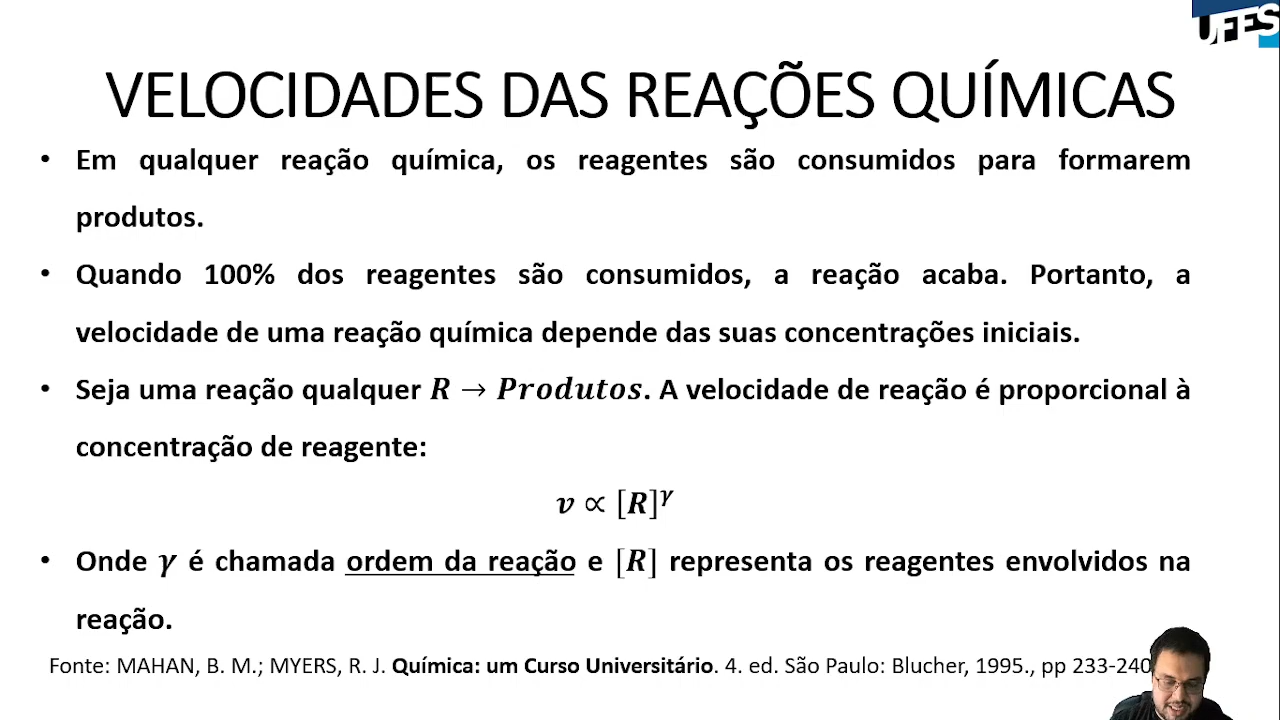 UFES
VELOCIDADES DAS REAÇÕES QUÍMICAS
• Em qualquer reação química, os reagentes são consumidos para formarem
produtos.
• Quando 100% dos reagentes são consumidos, a reação acaba. Portanto, a
velocidade de uma reação química depende das suas concentrações iniciais.
• Seja uma reação qualquer R → Produtos. A velocidade de reação é proporcional à
concentração de reagente:
v ∝ [R]^γ
• Onde γ é chamada ordem da reação e [R] representa os reagentes envolvidos na
reação.
Fonte: MAHAN, B. M.; MYERS, R. J. Química: um Curso Universitário. 4. ed. São Paulo: Blucher, 1995., pp 233-240